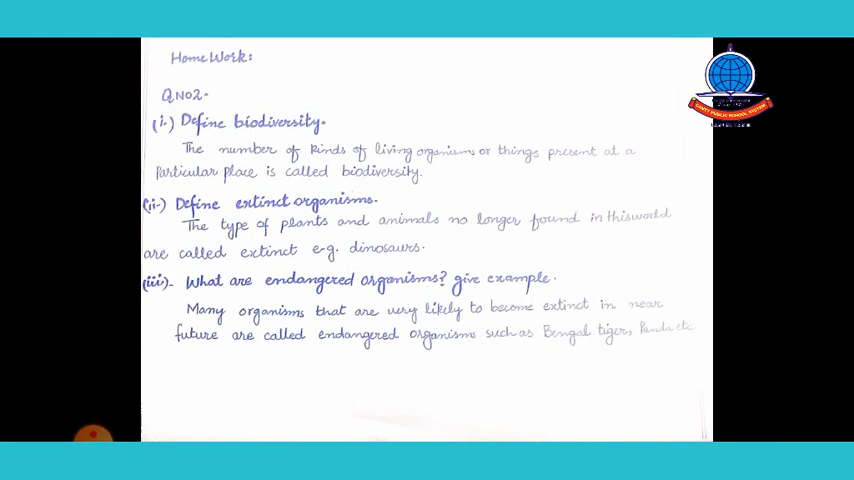 Home Work:
Q NO2-
(i-) Define biodiversity.
The number of kinds of living organisms or things present at a
Particular place is called biodiversity.
(ii-) Define extinct organisms.
The type of plants and animals no longer found in this world
are called extinct e.g. dinosaurs.
(iii)- What are endangered organisms? give example.
Many organisms that are very likely to become extinct in near
future are called endangered organisms such as Bengal tiger, Panda etc
PUBLIC SCHOOL SYSTEM